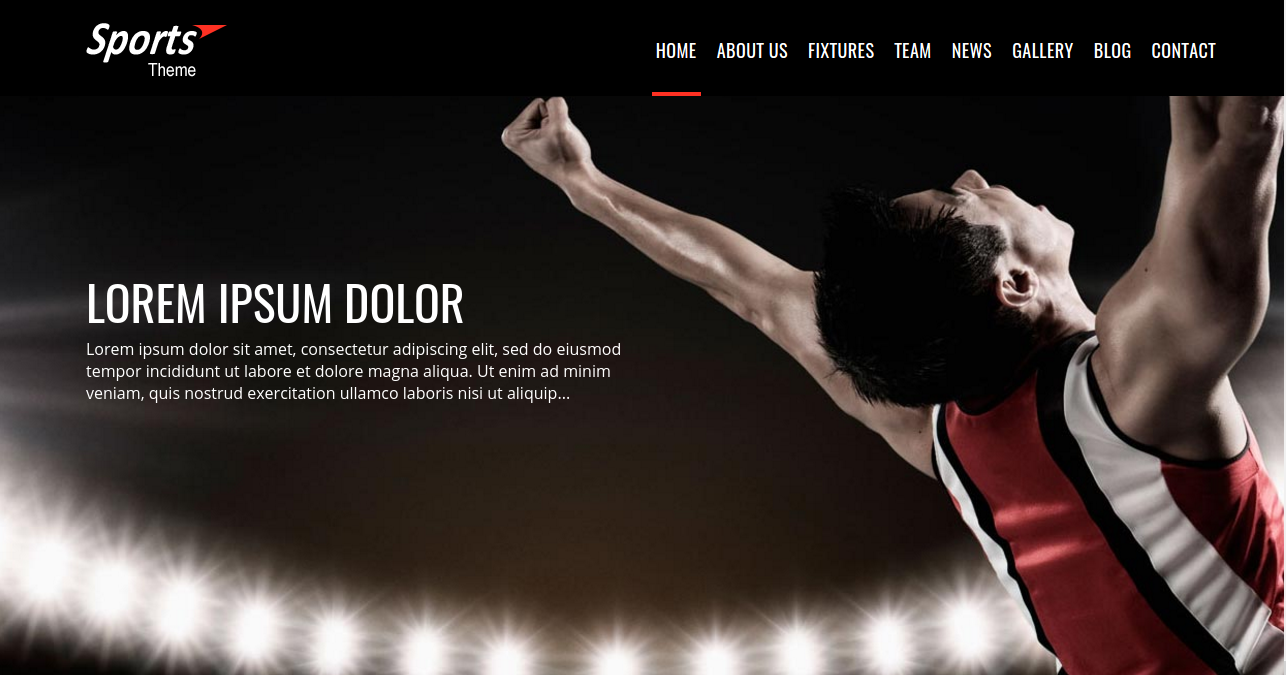 Sports
Theme
HOME ABOUT US FIXTURES TEAM NEWS GALLERY BLOG CONTACT
LOREM IPSUM DOLOR
Lorem ipsum dolor sit amet, consectetur adipiscing elit, sed do eiusmod
tempor incididunt ut labore et dolore magna aliqua. Ut enim ad minim
veniam, quis nostrud exercitation ullamco laboris nisi ut aliquip...